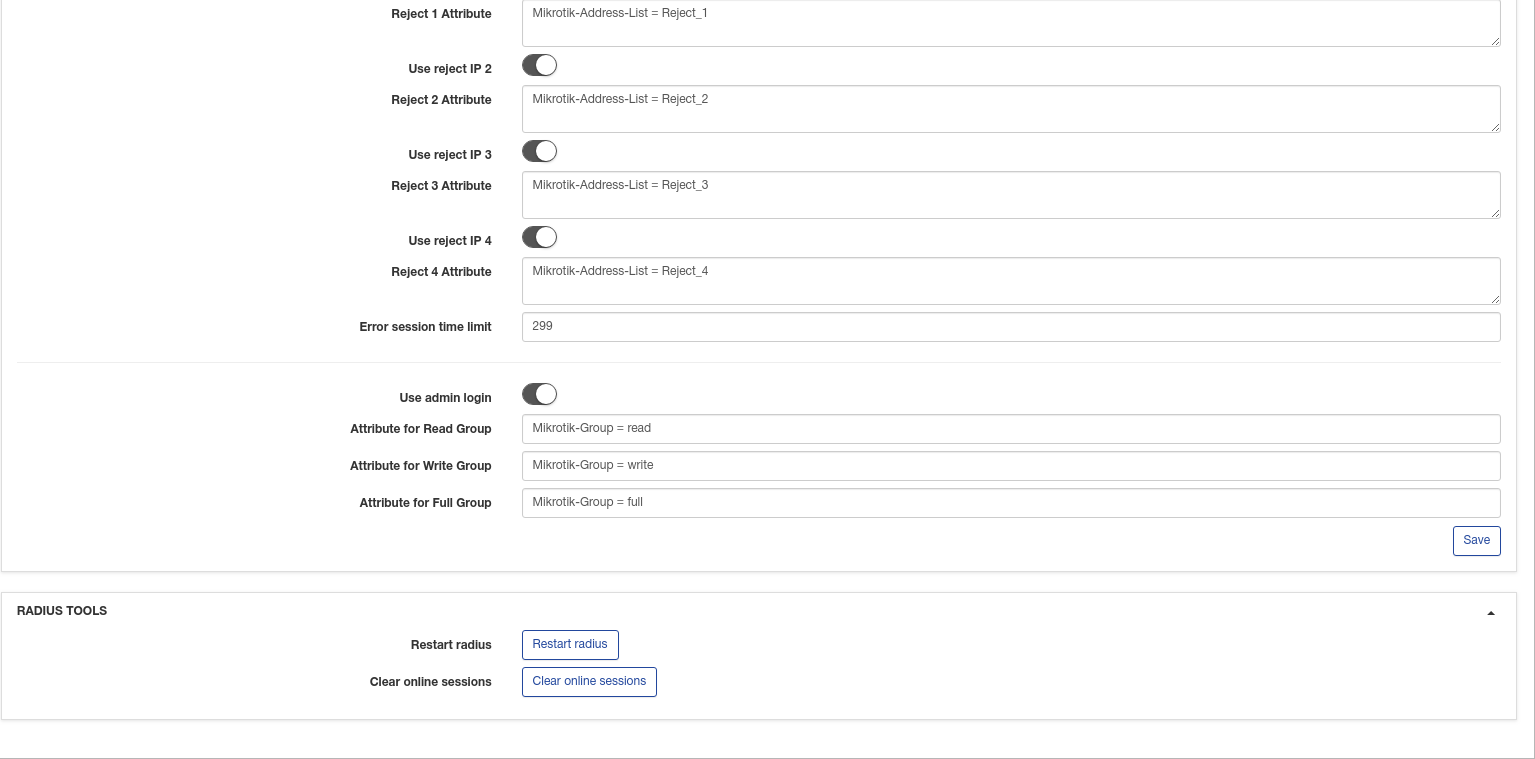 Reject 1 Attribute Mikrotik-Address-List = Reject_1
Use reject IP 2
Reject 2 Attribute Mikrotik-Address-List = Reject_2
Use reject IP 3
Reject 3 Attribute Mikrotik-Address-List = Reject_3
Use reject IP 4
Reject 4 Attribute Mikrotik-Address-List = Reject_4
Error session time limit 299
Use admin login
Attribute for Read Group Mikrotik-Group = read
Attribute for Write Group Mikrotik-Group = write
Attribute for Full Group Mikrotik-Group = full
Save
RADIUS TOOLS
Restart radius Restart radius
Clear online sessions Clear online sessions